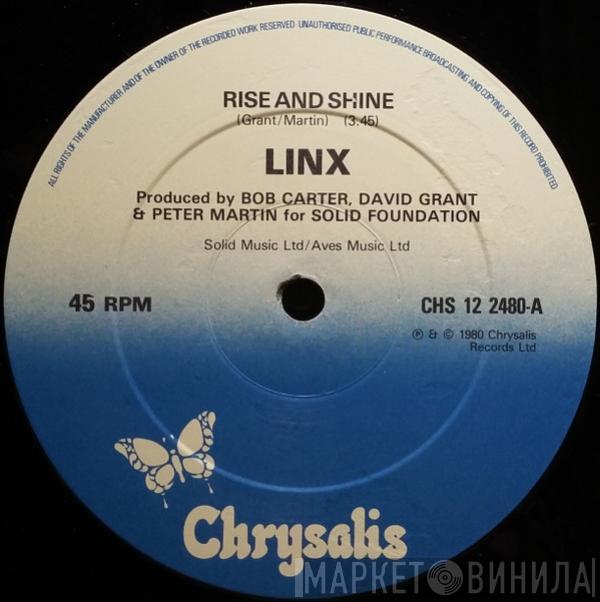 ALL RIGHTS OF THE MANUFACTURER AND OF THE OWNER OF THE RECORDED WORK RESERVED · UNAUTHORISED PUBLIC PERFORMANCE BROADCASTING AND COPYING OF THIS RECORD PROHIBITED
RISE AND SHINE
(Grant/Martin) (3.45)
LINX
Produced by BOB CARTER, DAVID GRANT
& PETER MARTIN for SOLID FOUNDATION
Solid Music Ltd/Aves Music Ltd
45 RPM
CHS 12 2480-A
℗ & © 1980 Chrysalis
Records Ltd
Chrysalis
МАРКЕТ ВИНИЛА!